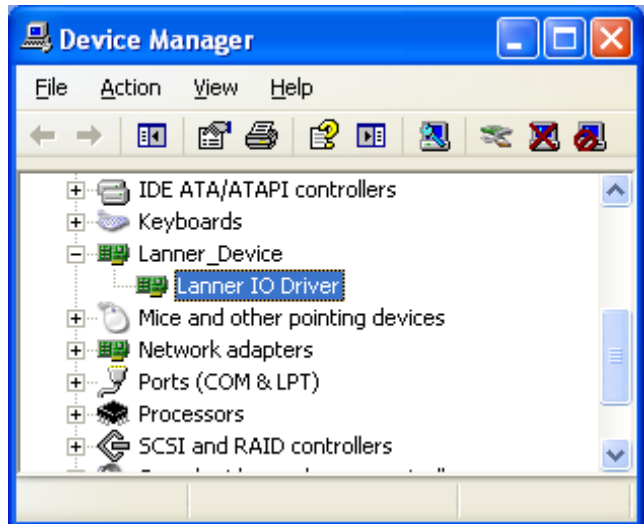 Device Manager
File Action View Help
IDE ATA/ATAPI controllers
Keyboards
Lanner_Device
Lanner IO Driver
Mice and other pointing devices
Network adapters
Ports (COM & LPT)
Processors
SCSI and RAID controllers